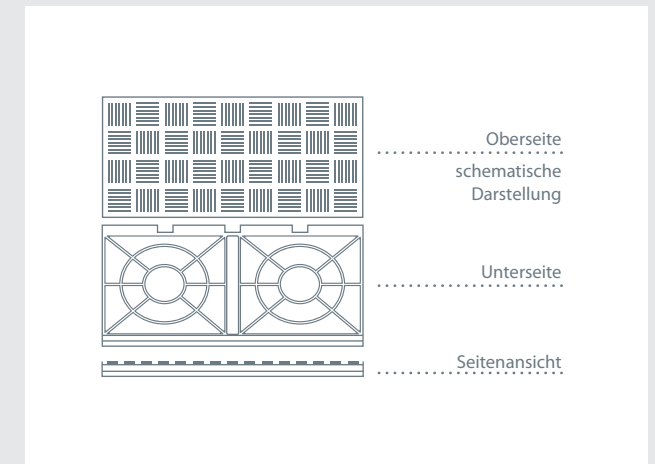 Oberseite
schematische
Darstellung
Unterseite
Seitenansicht